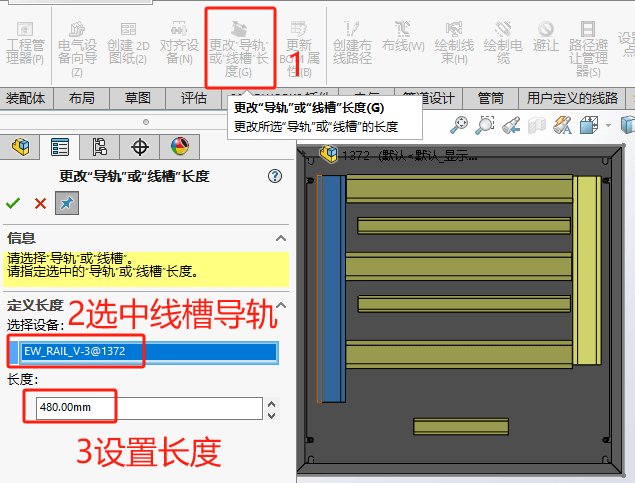 工程管
理器(P)
电气设
备向导
(Z)
创建 2D
图纸(2)
对齐设
备(N)
更改“导轨”
或“线槽”长
度(G)
更新
BOM 属
性(B)
创建布
线路径
布线(W)
绘制线
束(H)
绘制电
缆
避让
路径避
让管理
器(S)
1
装配体
布局
草图
评估
管道设计
管筒
用户定义的线路
更改“导轨”或“线槽”长度(G)
更改所选“导轨”或“线槽”的长度
更改“导轨”或“线槽”长度
1372 (默认<默认_显示...
信息
请选择“导轨”或“线槽”。
请指定选中的“导轨”或“线槽”长度。
定义长度
2选中线槽导轨
选择设备：
EW_RAIL_V-3@1372
长度：
480.00mm
3设置长度